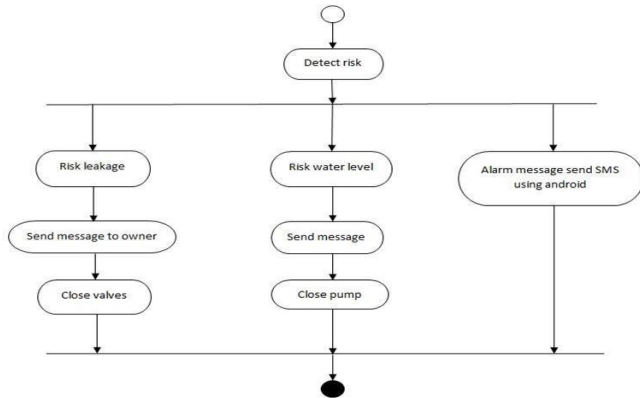 Detect risk
Risk leakage
Risk water level
Alarm message send SMS
using android
Send message to owner
Send message
Close valves
Close pump